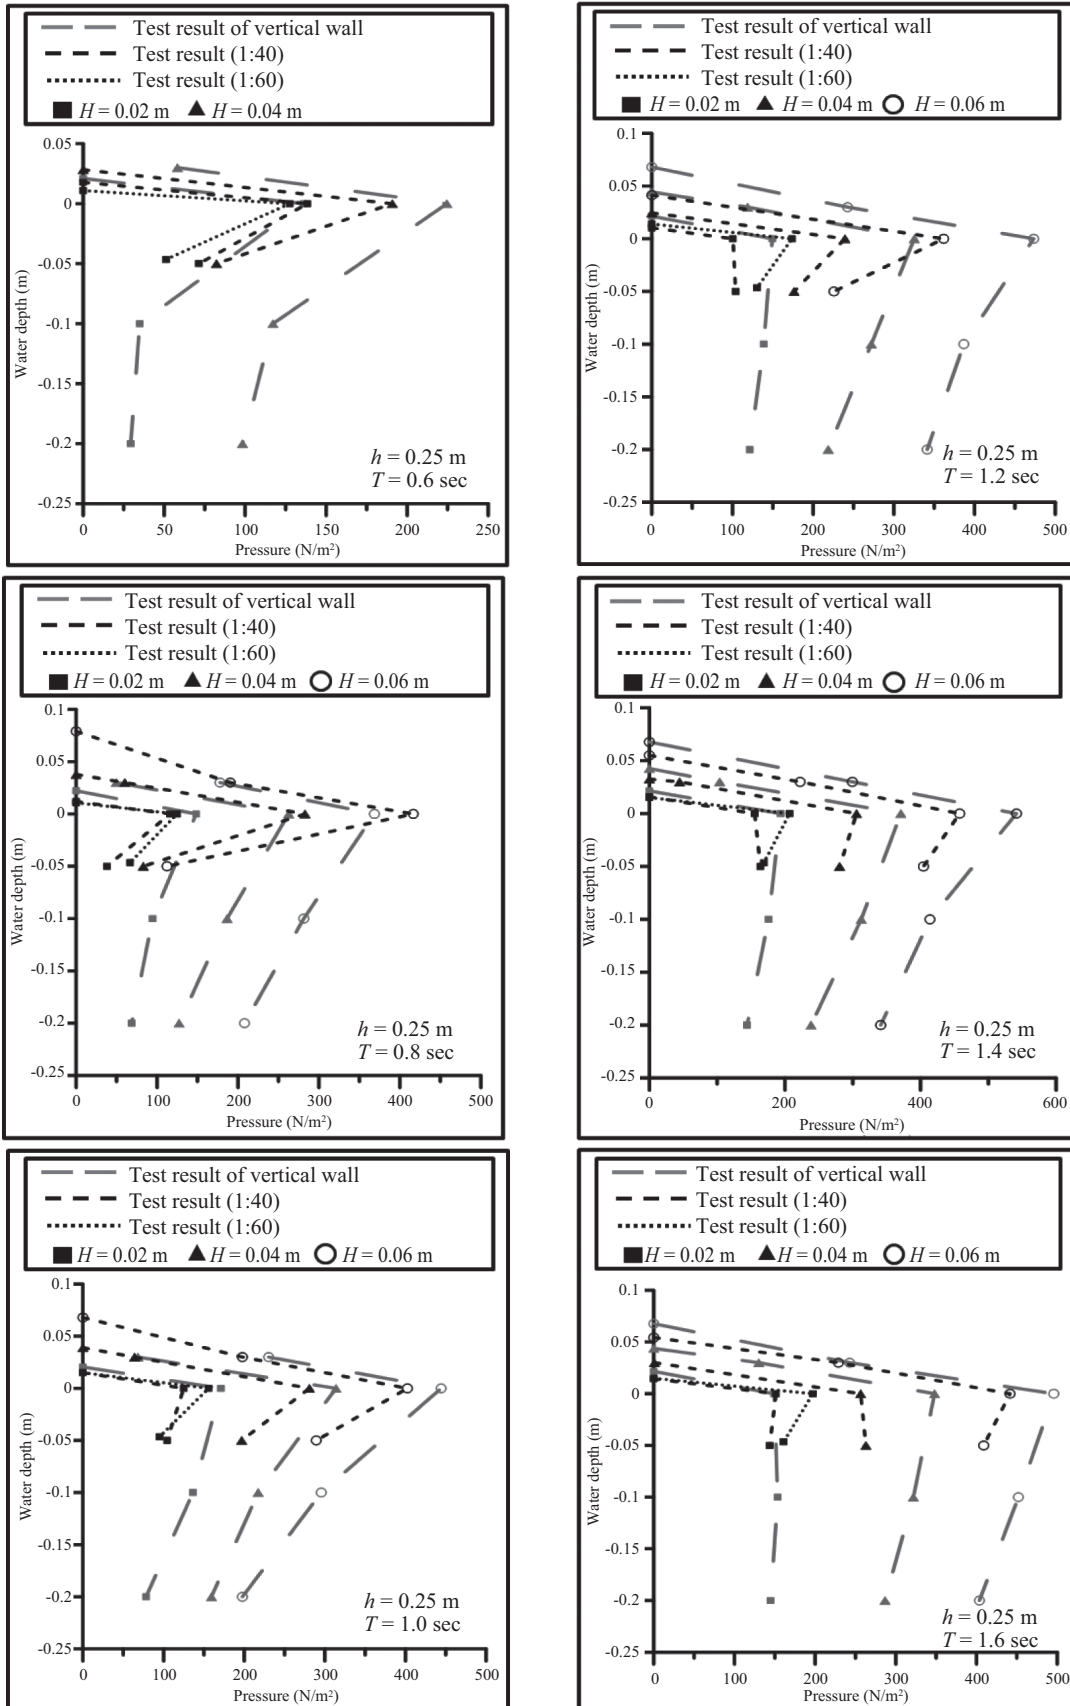 Test result of vertical wall
Test result (1:40)
Test result (1:60)
H = 0.02 m H = 0.04 m
0.05
0
-0.05
-0.1
-0.15
-0.2
-0.25
Water depth (m)
0 50 100 150 200 250
Pressure (N/m²)
h = 0.25 m
T = 0.6 sec
Test result of vertical wall
Test result (1:40)
Test result (1:60)
H = 0.02 m H = 0.04 m H = 0.06 m
0.1
0.05
0
-0.05
-0.1
-0.15
-0.2
-0.25
Water depth (m)
0 100 200 300 400 500
Pressure (N/m²)
h = 0.25 m
T = 1.2 sec
Test result of vertical wall
Test result (1:40)
Test result (1:60)
H = 0.02 m H = 0.04 m H = 0.06 m
0.1
0.05
0
-0.05
-0.1
-0.15
-0.2
-0.25
Water depth (m)
0 100 200 300 400 500
Pressure (N/m²)
h = 0.25 m
T = 0.8 sec
Test result of vertical wall
Test result (1:40)
Test result (1:60)
H = 0.02 m H = 0.04 m H = 0.06 m
0.1
0.05
0
-0.05
-0.1
-0.15
-0.2
-0.25
Water depth (m)
0 200 400 600
Pressure (N/m²)
h = 0.25 m
T = 1.4 sec
Test result of vertical wall
Test result (1:40)
Test result (1:60)
H = 0.02 m H = 0.04 m H = 0.06 m
0.1
0.05
0
-0.05
-0.1
-0.15
-0.2
-0.25
Water depth (m)
0 100 200 300 400 500
Pressure (N/m²)
h = 0.25 m
T = 1.0 sec
Test result of vertical wall
Test result (1:40)
Test result (1:60)
H = 0.02 m H = 0.04 m H = 0.06 m
0.1
0.05
0
-0.05
-0.1
-0.15
-0.2
-0.25
Water depth (m)
0 100 200 300 400 500
Pressure (N/m²)
h = 0.25 m
T = 1.6 sec